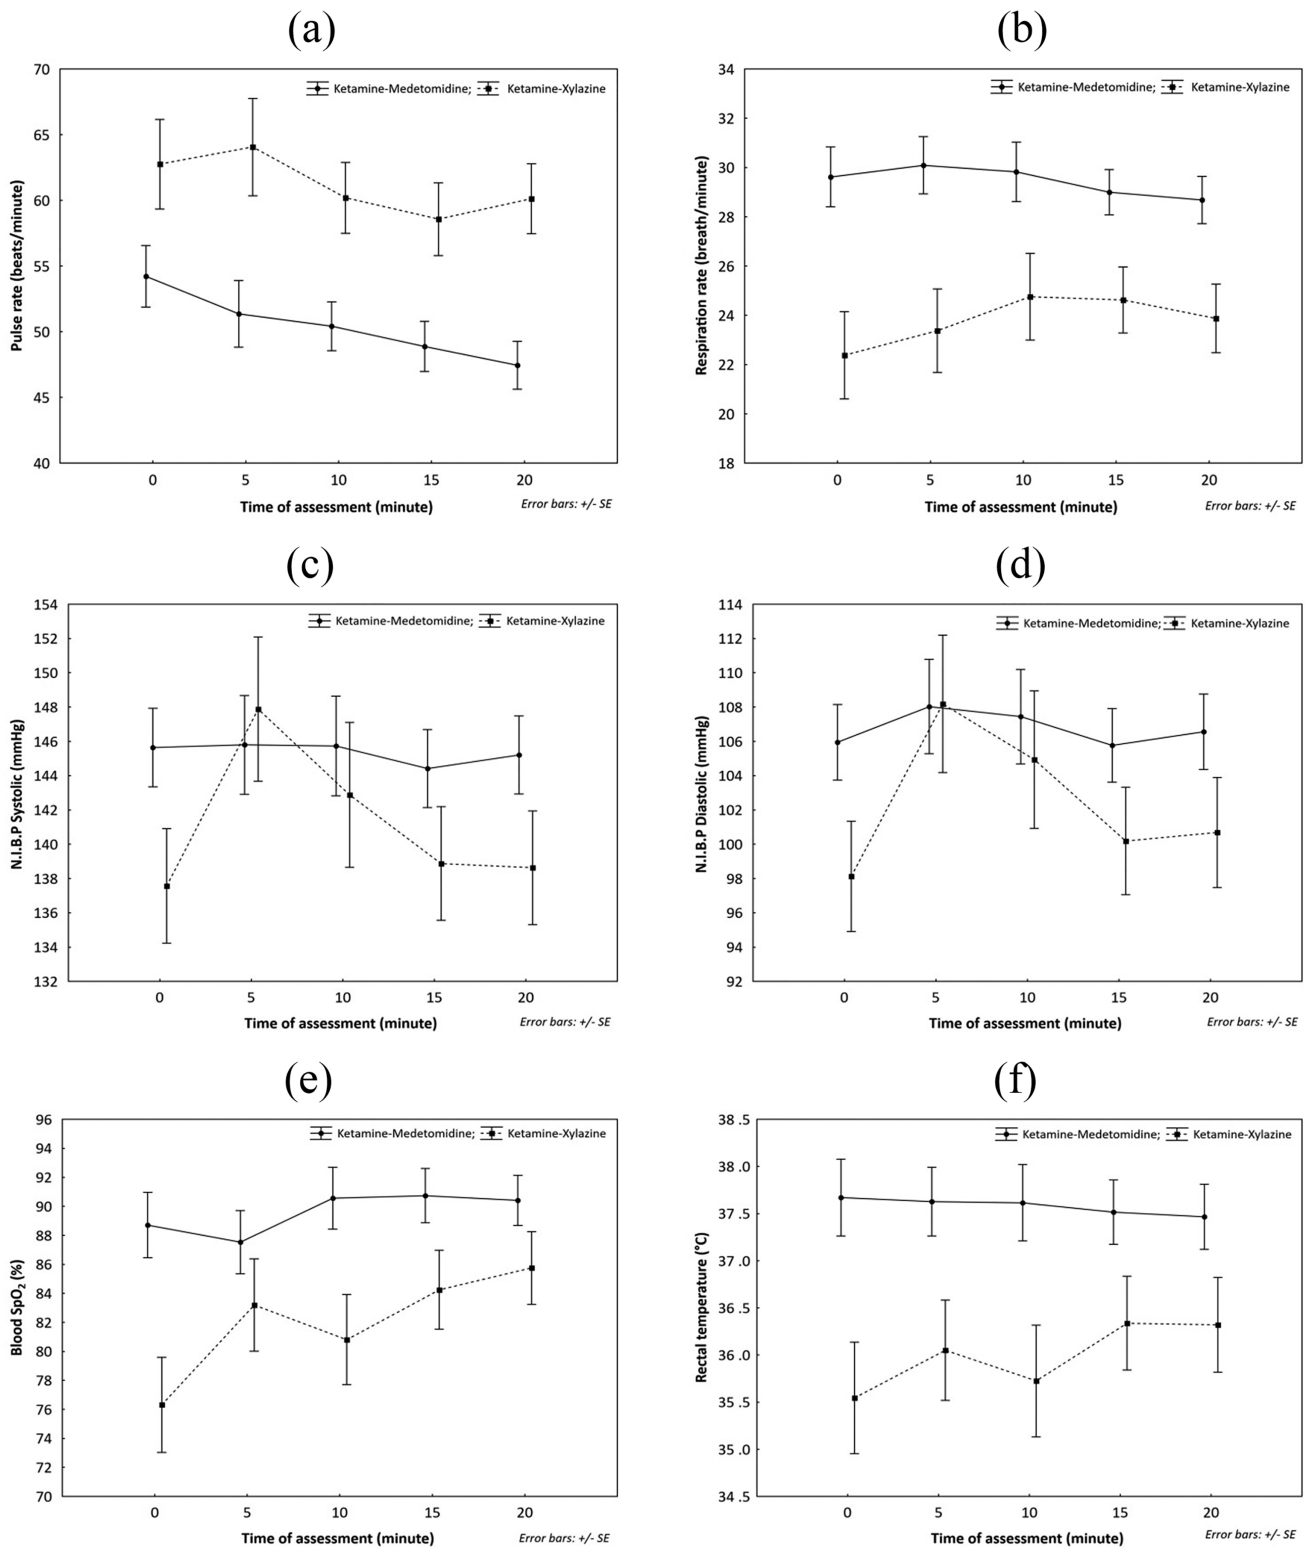 (a)
Ketamine-Medetomidine; Ketamine-Xylazine
Pulse rate (beats/minute)
70
65
60
55
50
45
40
0 5 10 15 20
Time of assessment (minute)
Error bars: +/- SE
(b)
Ketamine-Medetomidine; Ketamine-Xylazine
Respiration rate (breath/minute)
34
32
30
28
26
24
22
20
18
0 5 10 15 20
Time of assessment (minute)
Error bars: +/- SE
(c)
Ketamine-Medetomidine; Ketamine-Xylazine
N.I.B.P Systolic (mmHg)
154
152
150
148
146
144
142
140
138
136
134
132
0 5 10 15 20
Time of assessment (minute)
Error bars: +/- SE
(d)
Ketamine-Medetomidine; Ketamine-Xylazine
N.I.B.P Diastolic (mmHg)
114
112
110
108
106
104
102
100
98
96
94
92
0 5 10 15 20
Time of assessment (minute)
Error bars: +/- SE
(e)
Ketamine-Medetomidine; Ketamine-Xylazine
Blood SpO₂ (%)
96
94
92
90
88
86
84
82
80
78
76
74
72
70
0 5 10 15 20
Time of assessment (minute)
Error bars: +/- SE
(f)
Ketamine-Medetomidine; Ketamine-Xylazine
Rectal temperature (°C)
38.5
38.0
37.5
37.0
36.5
36.0
35.5
35.0
34.5
0 5 10 15 20
Time of assessment (minute)
Error bars: +/- SE